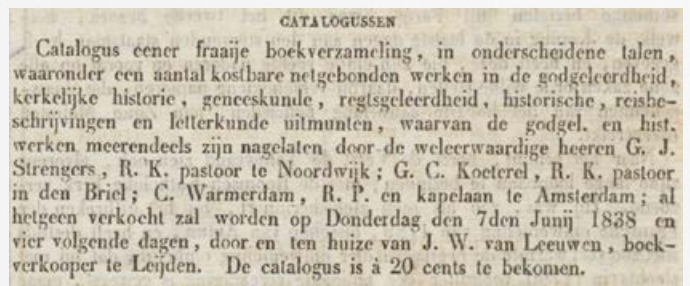 CATALOGUSSEN
Catalogus eener fraaije boekverzameling, in onderscheidene talen,
waaronder een aantal kostbare netgebonden werken in de godgeleerdheid,
kerkelijke historie, geneeskunde, regtsgeleerdheid, historische, reisbe-
schrijvingen en letterkunde uitmunten, waarvan de godgel. en hist.
werken meerendeels zijn nagelaten door de weleerwaardige heeren G. J.
Strengers, R. K. pastoor te Noordwijk; G. C. Koeterel, R. K. pastoor
in den Briel; C. Warmerdam, R. P. en kapelaan te Amsterdam; al
hetgeen verkocht zal worden op Donderdag den 7den Junij 1838 en
vier volgende dagen, door en ten huize van J. W. van Leeuwen, boek-
verkooper te Leijden. De catalogus is à 20 cents te bekomen.